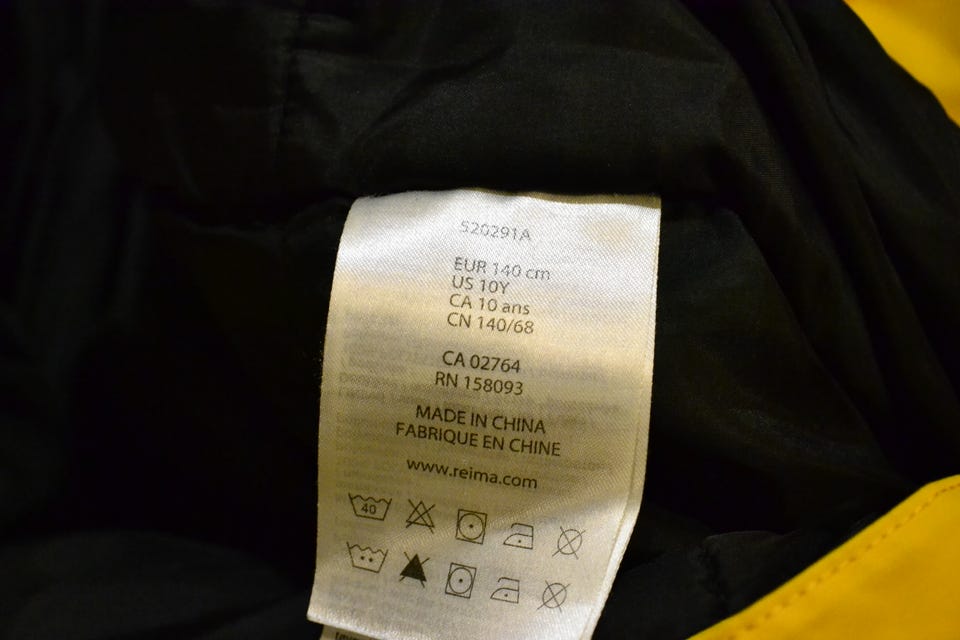 520291A
EUR 140 cm
US 10Y
CA 10 ans
CN 140/68
CA 02764
RN 158093
MADE IN CHINA
FABRIQUE EN CHINE
www.reima.com
40